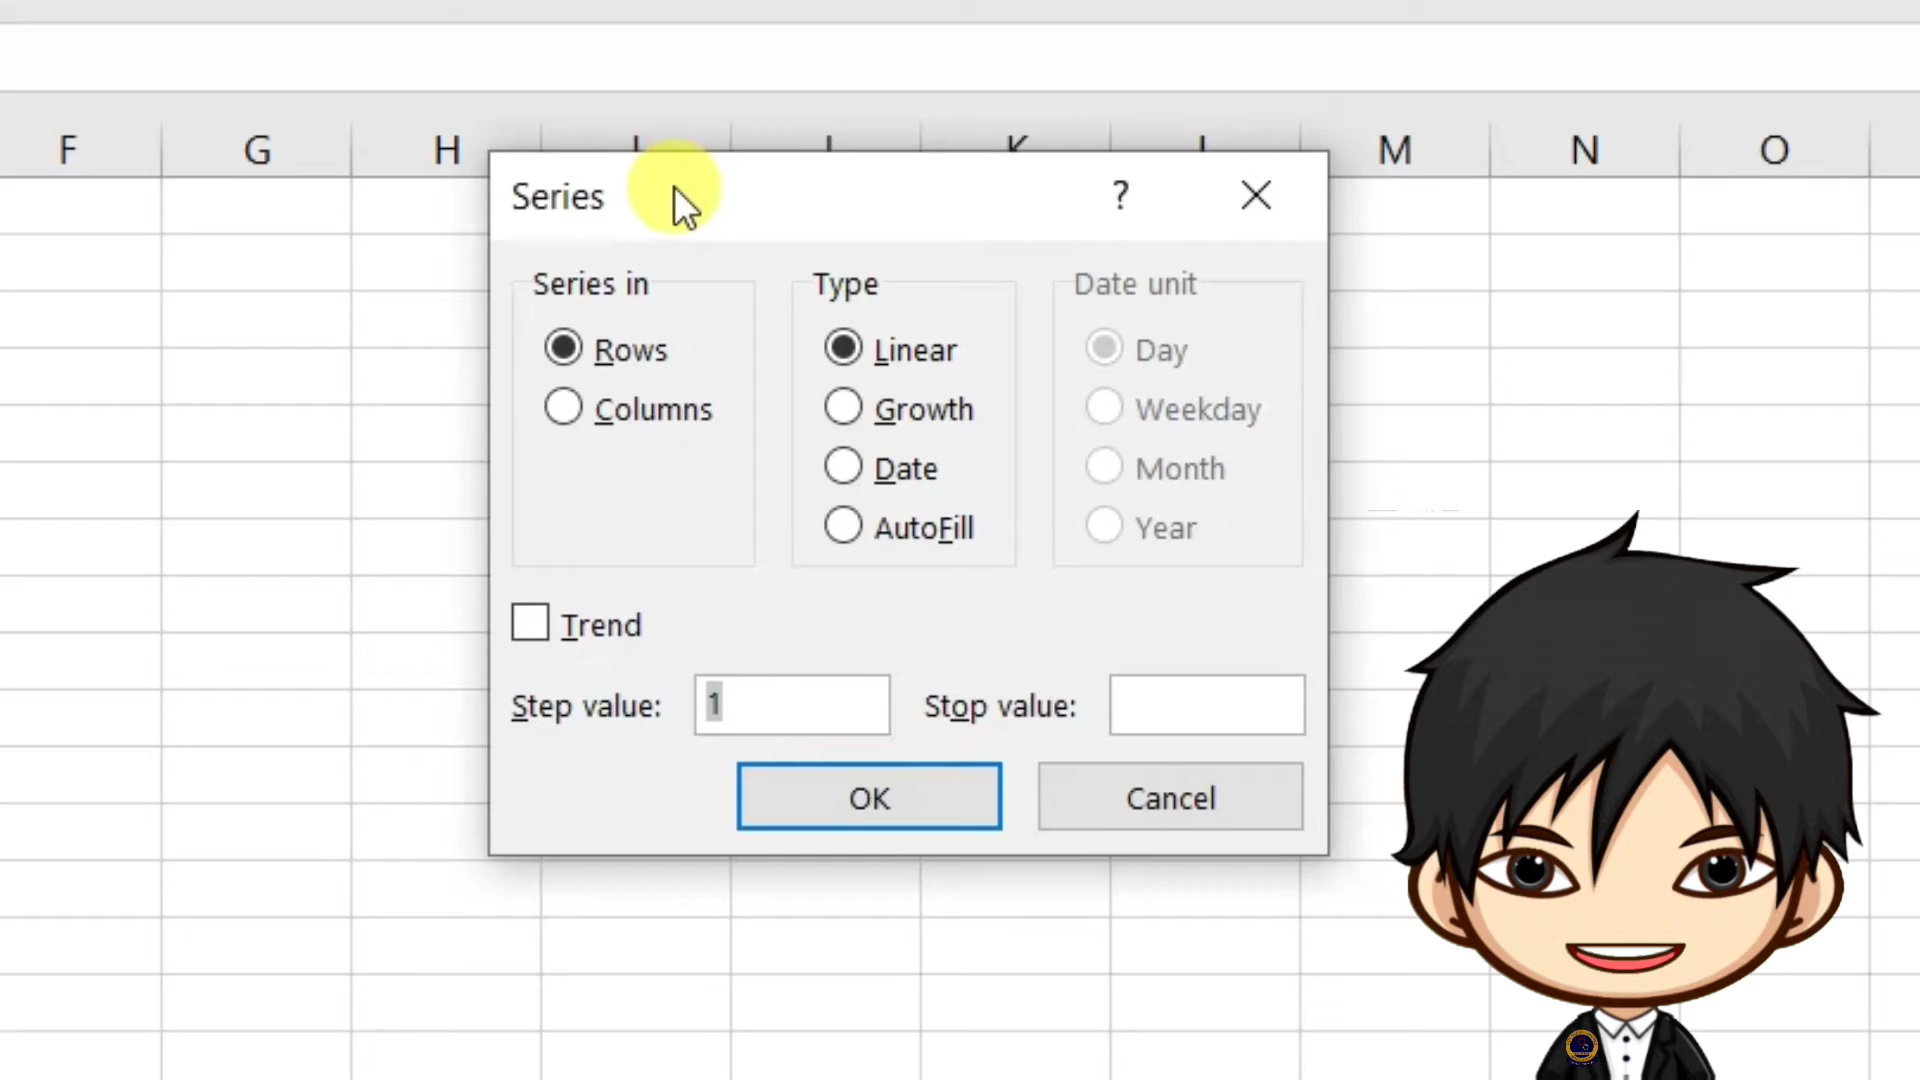 F G H M N O
Series ?
Series in Type Date unit
Rows Linear Day
Columns Growth Weekday
Date Month
AutoFill Year
Trend
Step value: 1 Stop value:
OK Cancel